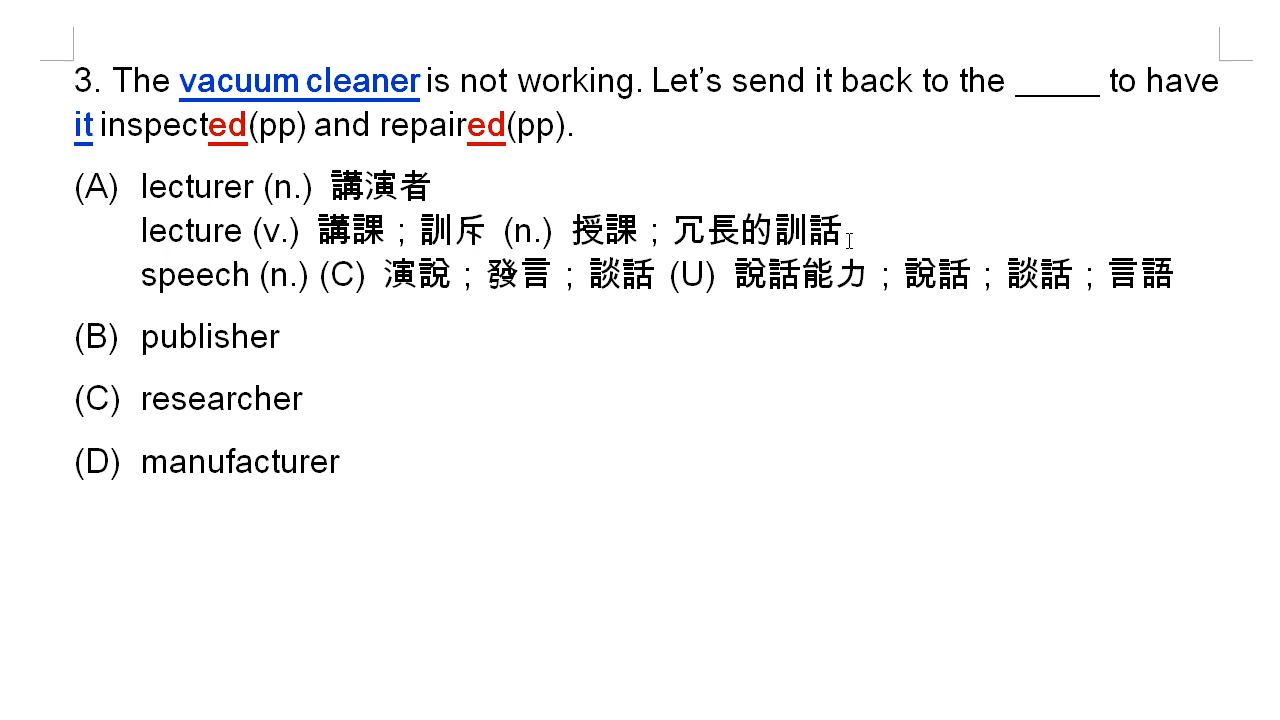 3. The vacuum cleaner is not working. Let’s send it back to the _____ to have
it inspected(pp) and repaired(pp).
(A) lecturer (n.) 講演者
lecture (v.) 講課；訓斥 (n.) 授課；冗長的訓話
speech (n.) (C) 演說；發言；談話 (U) 說話能力；說話；談話；言語
(B) publisher
(C) researcher
(D) manufacturer